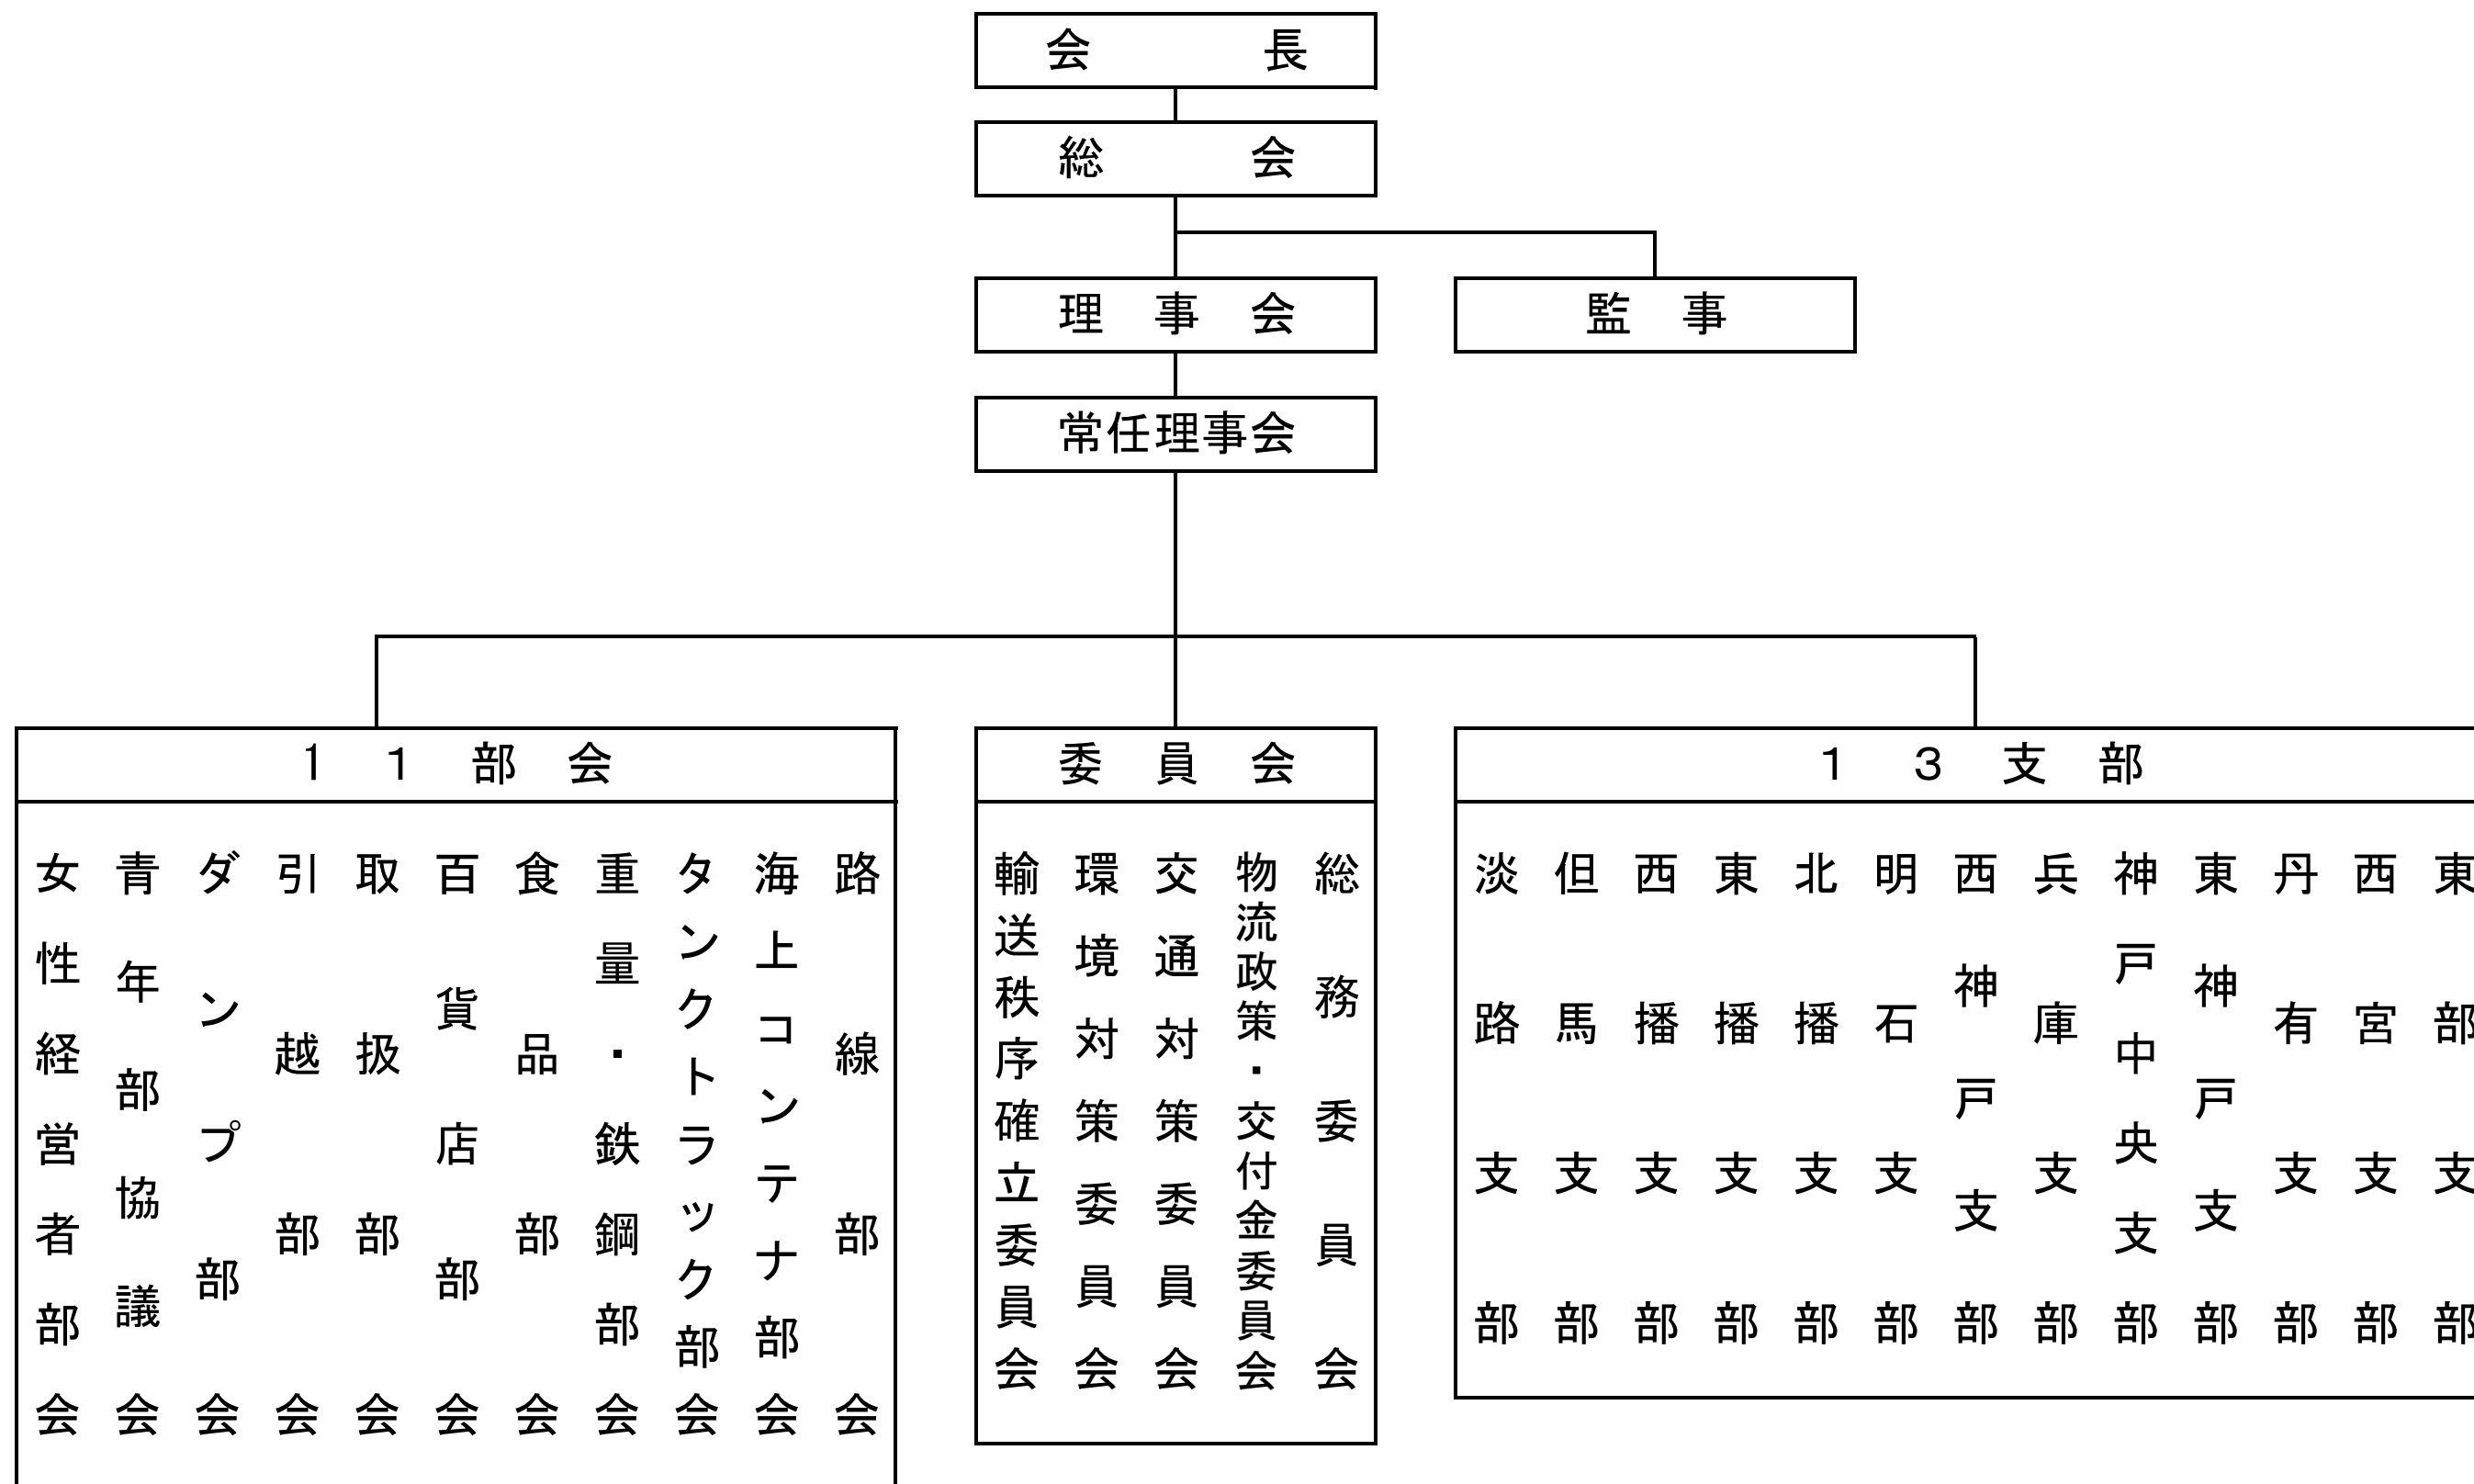 会長
総会
理事会
監事
常任理事会
１１部会
路線部会
海上コンテナ部会
タンクトラック部会
重量・鉄鋼部会
食品部会
百貨店部会
取扱部会
引越部会
ダンプ部会
青年部協議会
女性経営者部会
委員会
総務委員会
物流政策・交付金委員会
交通対策委員会
環境対策委員会
輸送秩序確立委員会
１３支部
東部支部
西宮支部
丹有支部
東神戸支部
神戸中央支部
兵庫支部
西神戸支部
明石支部
北播支部
東播支部
西播支部
但馬支部
淡路支部